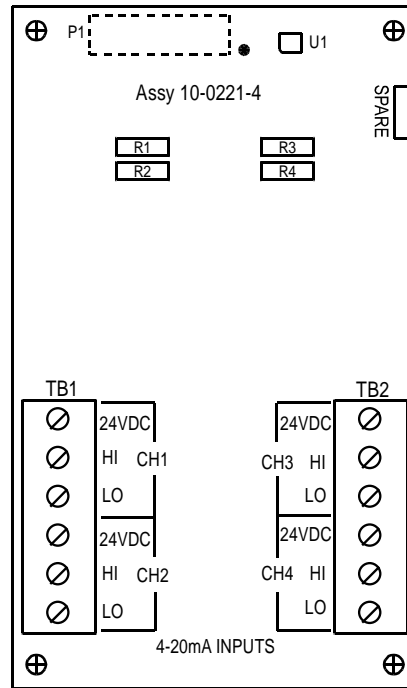 P1
U1
Assy 10-0221-4
SPARE
R1 R3
R2 R4
TB1 TB2
24VDC 24VDC
HI CH1 CH3 HI
LO LO
24VDC 24VDC
HI CH2 CH4 HI
LO LO
4-20mA INPUTS